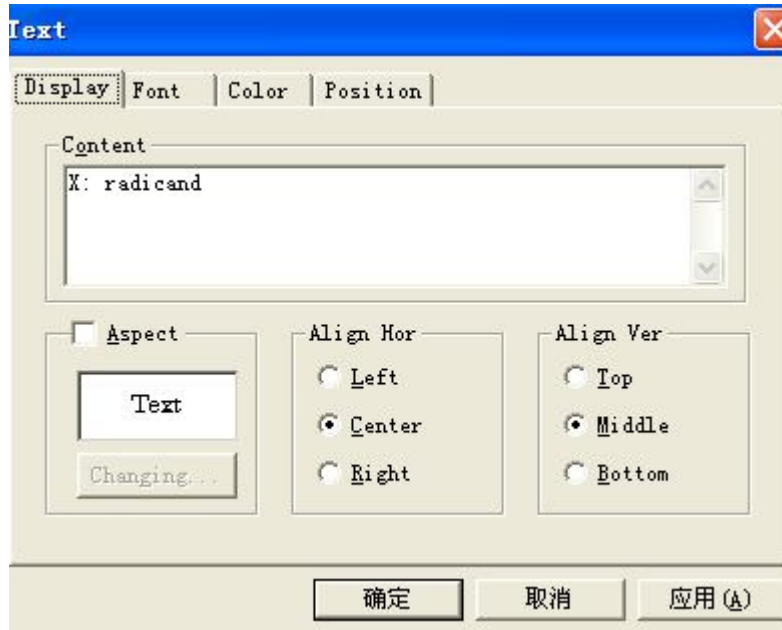 Text
Display Font Color Position
Content
X: radicand
Aspect
Align Hor
Align Ver
Text
Changing...
Left
Center
Right
Top
Middle
Bottom
确定 取消 应用(A)